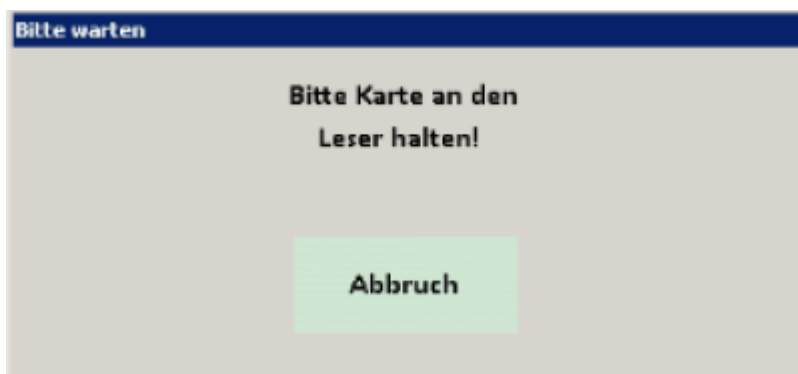 Bitte warten
Bitte Karte an den
Leser halten!
Abbruch